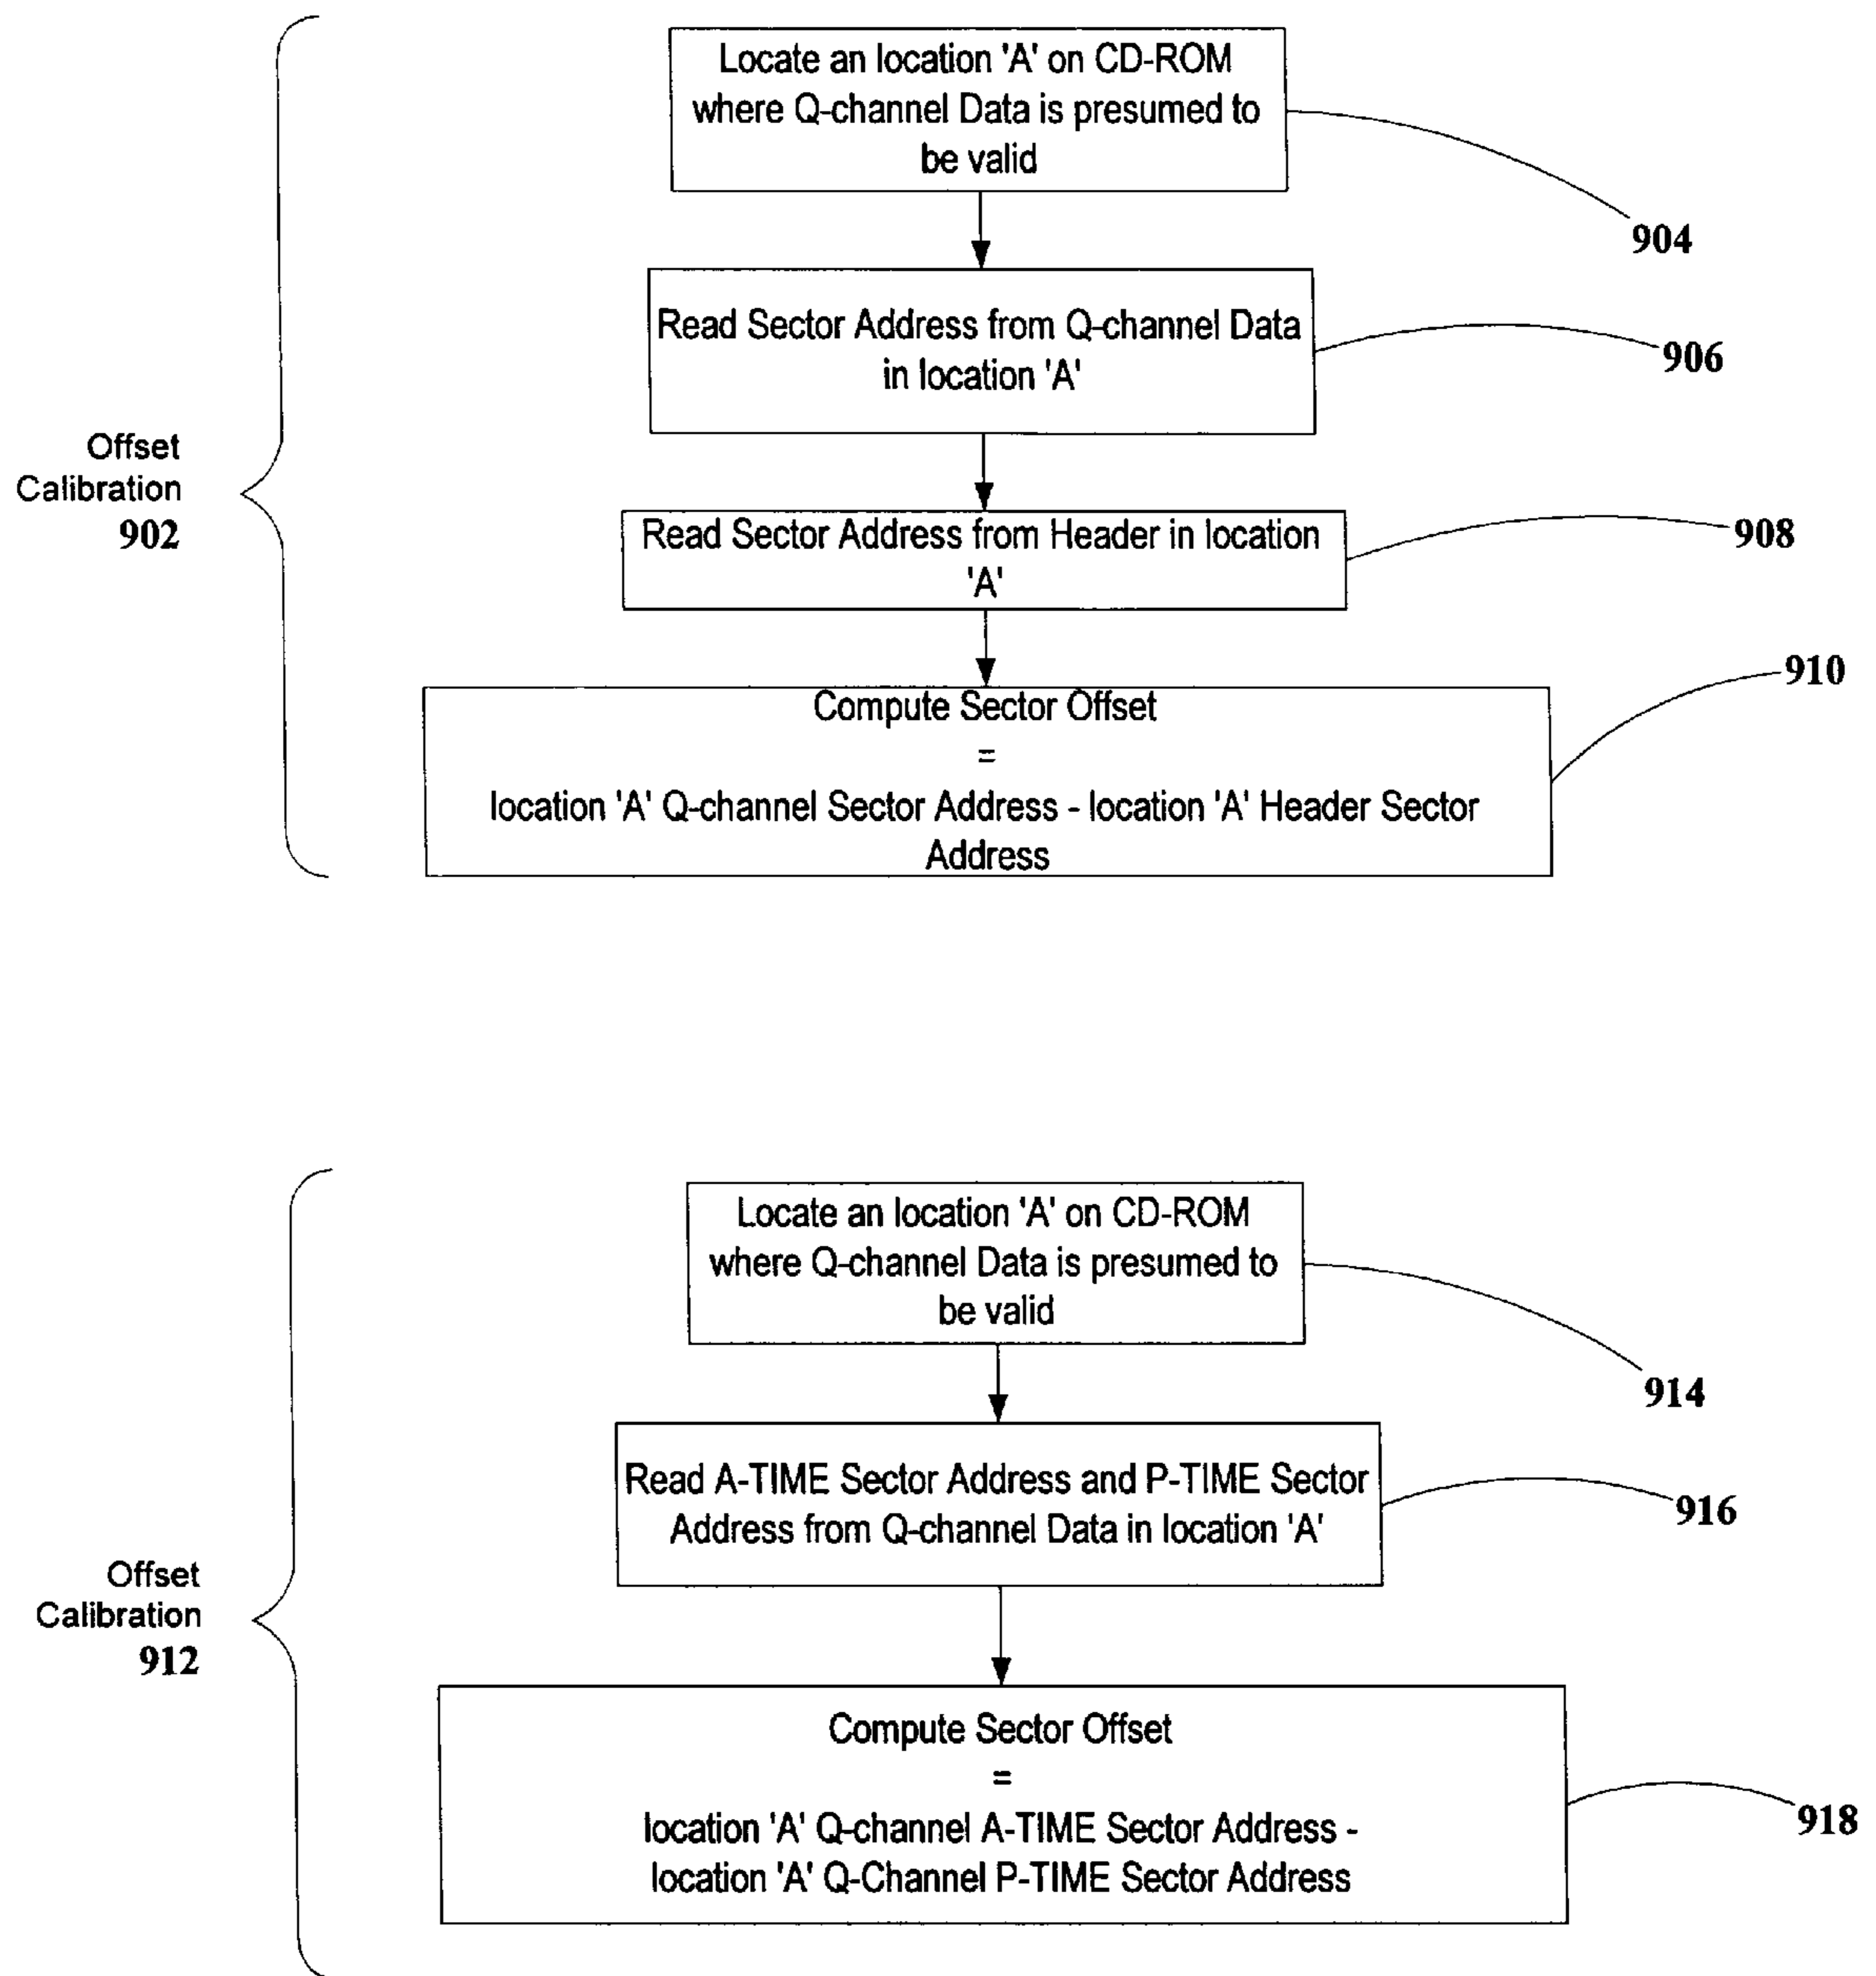 Locate an location 'A' on CD-ROM
where Q-channel Data is presumed to
be valid
904
Read Sector Address from Q-channel Data
in location 'A'
906
Offset
Calibration
902
Read Sector Address from Header in location
'A'
908
Compute Sector Offset
=
location 'A' Q-channel Sector Address - location 'A' Header Sector
Address
910
Locate an location 'A' on CD-ROM
where Q-channel Data is presumed to
be valid
914
Read A-TIME Sector Address and P-TIME Sector
Address from Q-channel Data in location 'A'
916
Offset
Calibration
912
Compute Sector Offset
=
location 'A' Q-channel A-TIME Sector Address -
location 'A' Q-Channel P-TIME Sector Address
918